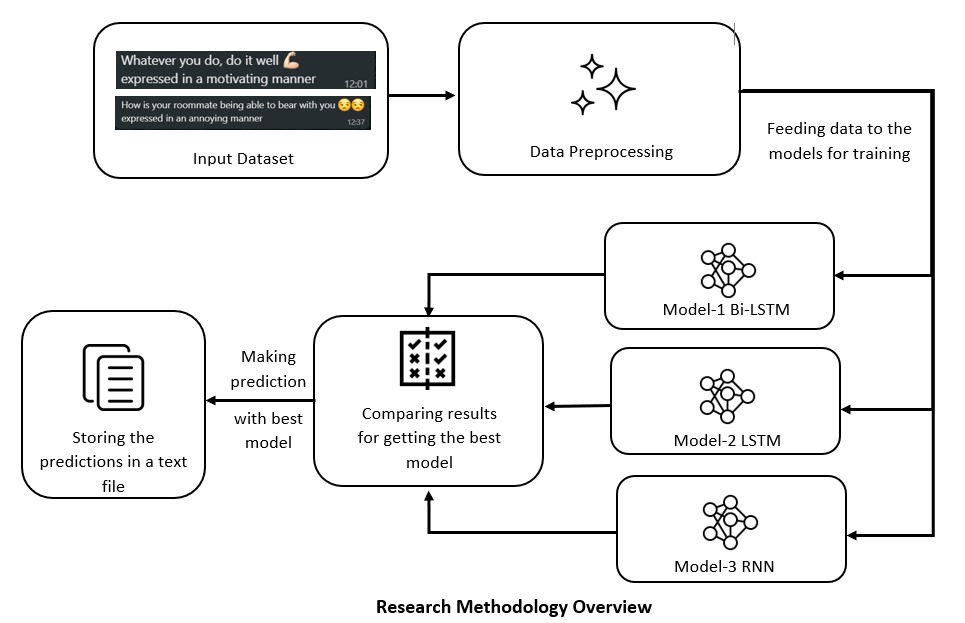 Whatever you do, do it well 💪🏻
expressed in a motivating manner 12:01
How is your roommate being able to bear with you 😒😒
expressed in an annoying manner 12:37
Input Dataset
Data Preprocessing
Feeding data to the
models for training
Model-1 Bi-LSTM
Model-2 LSTM
Model-3 RNN
Comparing results
for getting the best
model
Making
prediction
with best
model
Storing the
predictions in a text
file
Research Methodology Overview